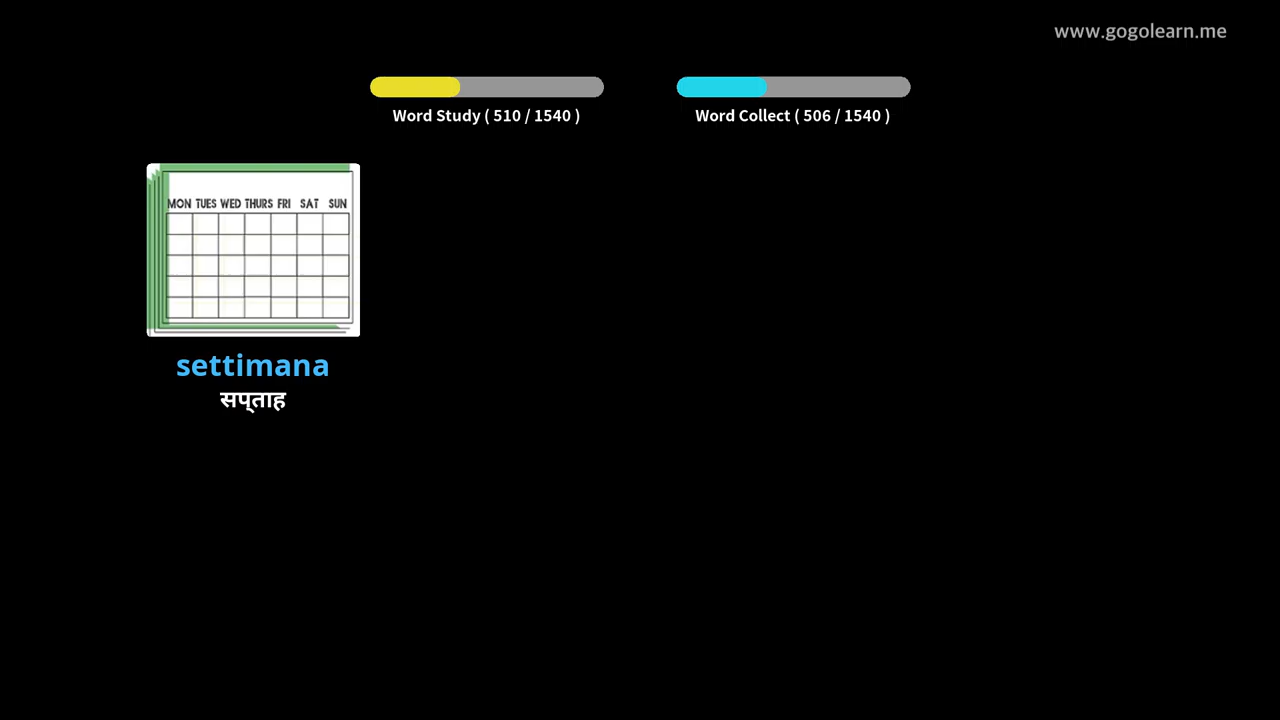 www.gogolearn.me
Word Study ( 510 / 1540 )
Word Collect ( 506 / 1540 )
MON TUES WED THURS FRI SAT SUN
settimana
सप्ताह